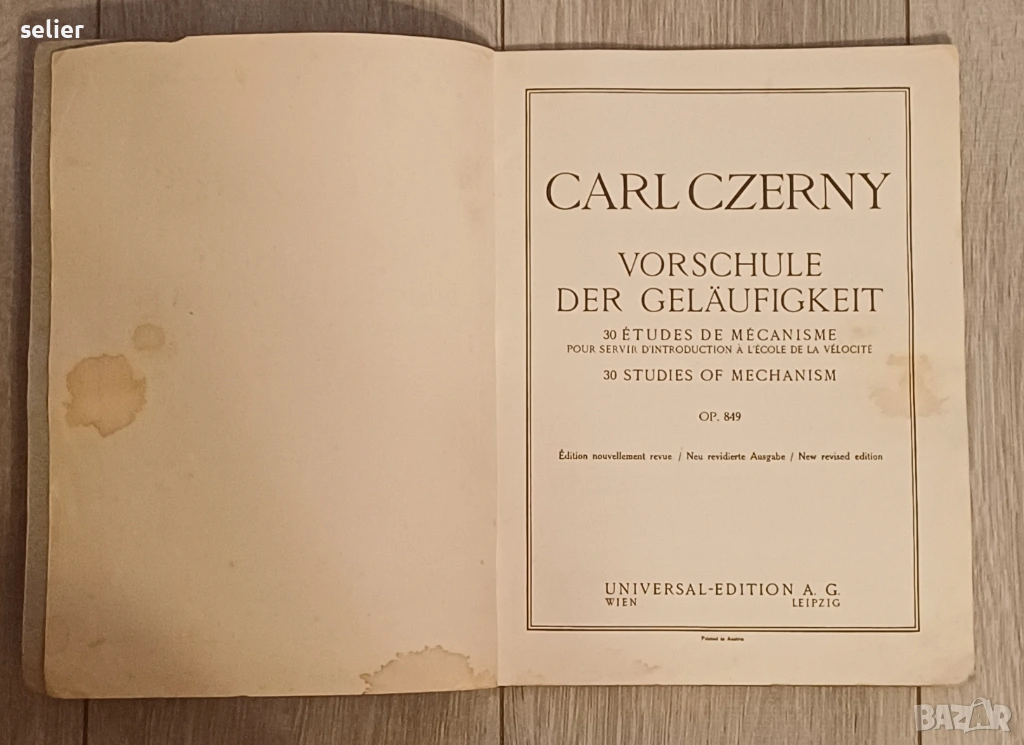 selier
CARL CZERNY
VORSCHULE
DER GELÄUFIGKEIT
30 ÉTUDES DE MÉCANISME
POUR SERVIR D'INTRODUCTION À L'ÉCOLE DE LA VÉLOCITÉ
30 STUDIES OF MECHANISM
OP. 849
Édition nouvellement revue / Neu revidierte Ausgabe / New revised edition
UNIVERSAL-EDITION A. G.
WIEN LEIPZIG
Printed in Austria
BAZAR